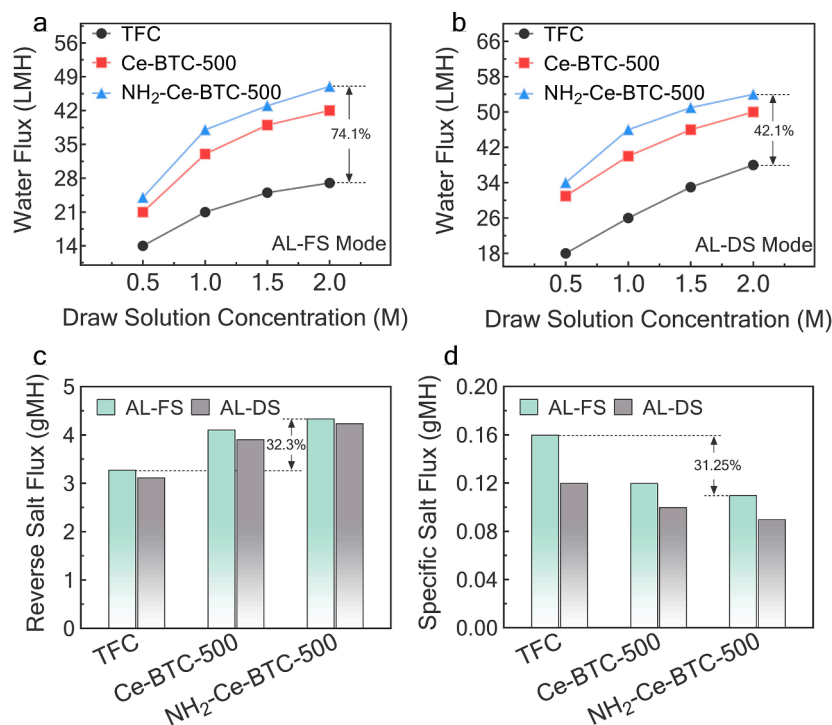 a
Water Flux (LMH)
56
49
42
35
28
21
14
TFC
Ce-BTC-500
NH₂-Ce-BTC-500
74.1%
AL-FS Mode
0.5 1.0 1.5 2.0
Draw Solution Concentration (M)
b
Water Flux (LMH)
66
58
50
42
34
26
18
TFC
Ce-BTC-500
NH₂-Ce-BTC-500
42.1%
AL-DS Mode
0.5 1.0 1.5 2.0
Draw Solution Concentration (M)
c
Reverse Salt Flux (gMH)
5
4
3
2
1
0
AL-FS AL-DS
32.3%
TFC
Ce-BTC-500
NH₂-Ce-BTC-500
d
Specific Salt Flux (gMH)
0.20
0.16
0.12
0.08
0.04
0.00
AL-FS AL-DS
31.25%
TFC
Ce-BTC-500
NH₂-Ce-BTC-500